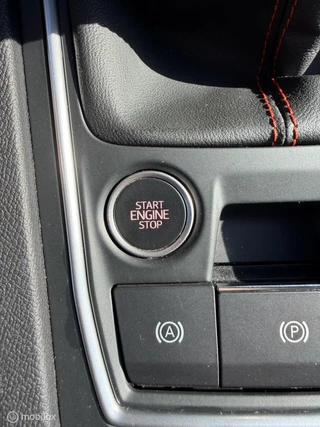 START
ENGINE
STOP
(A)
(P)
mobilox